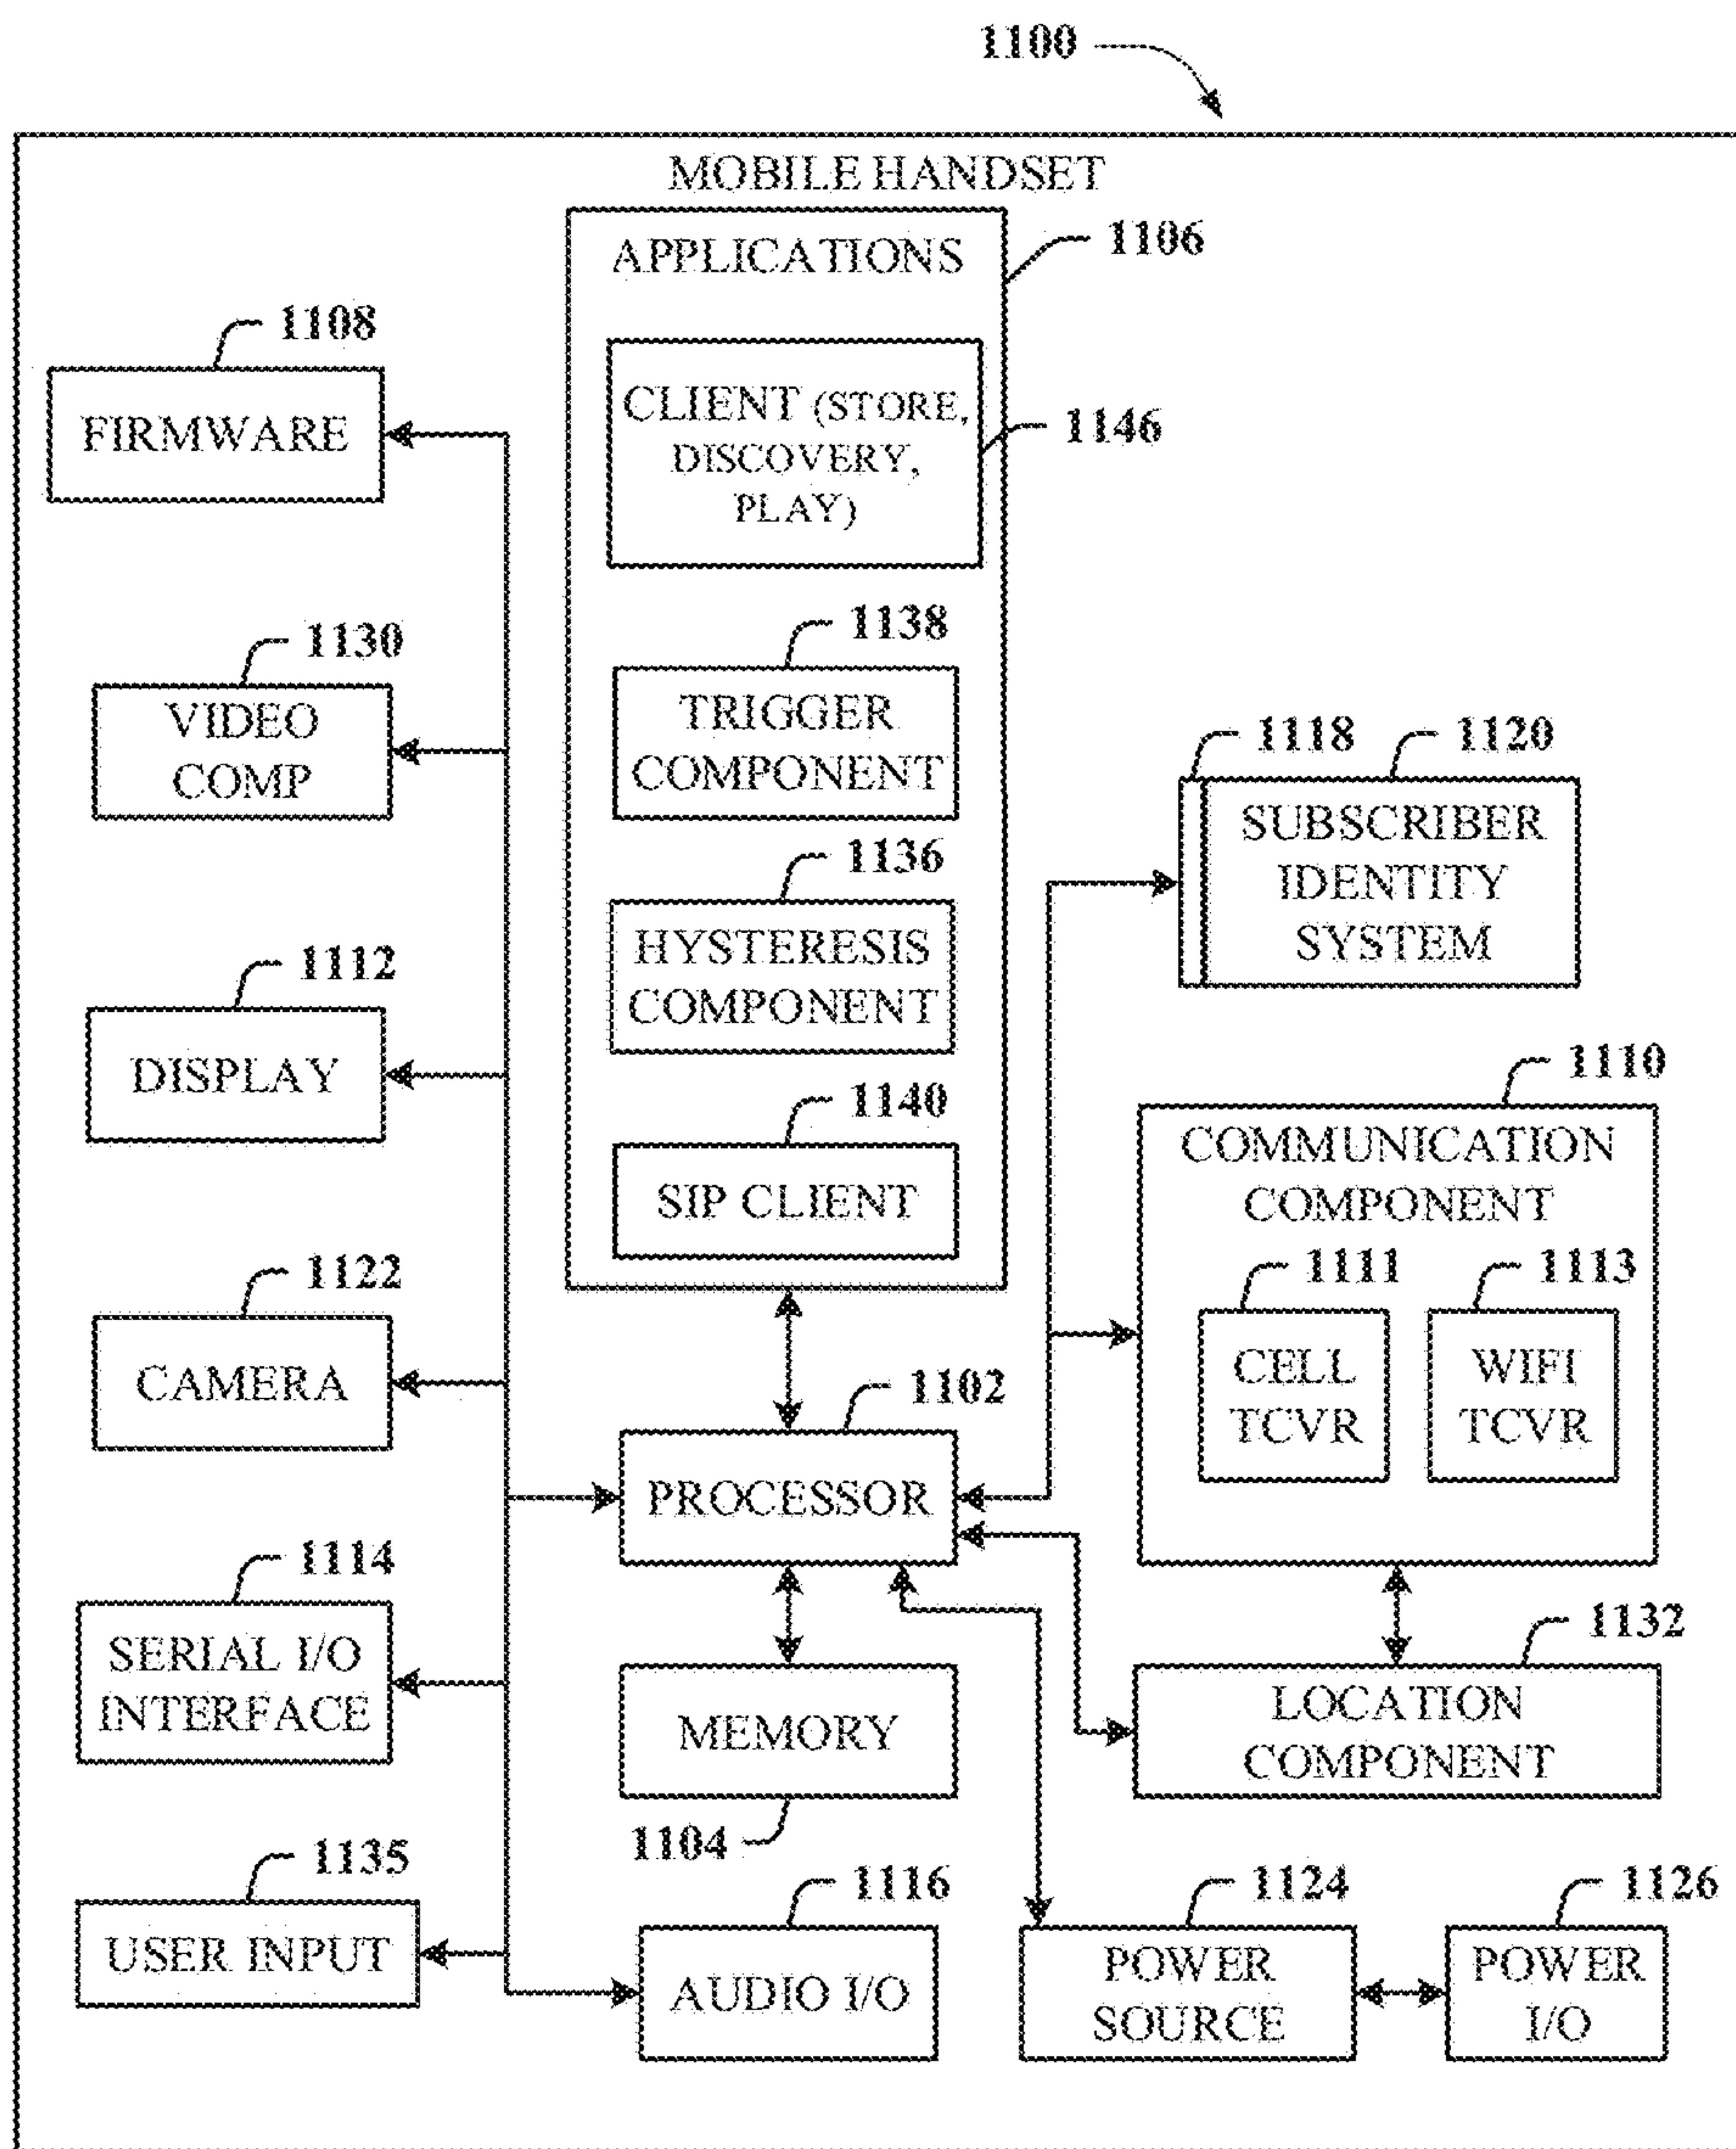 1100
MOBILE HANDSET
APPLICATIONS
1106
CLIENT (STORE,
DISCOVERY,
PLAY)
1146
1138
TRIGGER
COMPONENT
1136
HYSTERESIS
COMPONENT
1140
SIP CLIENT
1108
FIRMWARE
1130
VIDEO
COMP
1112
DISPLAY
1122
CAMERA
1114
SERIAL I/O
INTERFACE
1135
USER INPUT
1102
PROCESSOR
MEMORY
1104
1116
AUDIO I/O
1118
1120
SUBSCRIBER
IDENTITY
SYSTEM
1110
COMMUNICATION
COMPONENT
1111
CELL
TCVR
1113
WIFI
TCVR
1132
LOCATION
COMPONENT
1124
POWER
SOURCE
1126
POWER
I/O